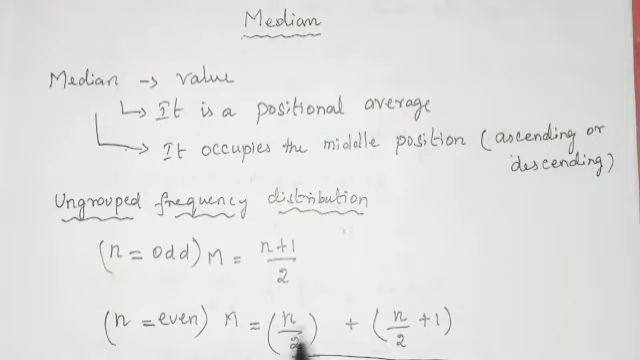 Median
Median → value
↳ It is a positional average
→ It occupies the middle position (ascending or
descending)
Ungrouped frequency distribution
(n = odd) M = n+1/2
(n = even) M = (n/2) + (n/2 + 1)